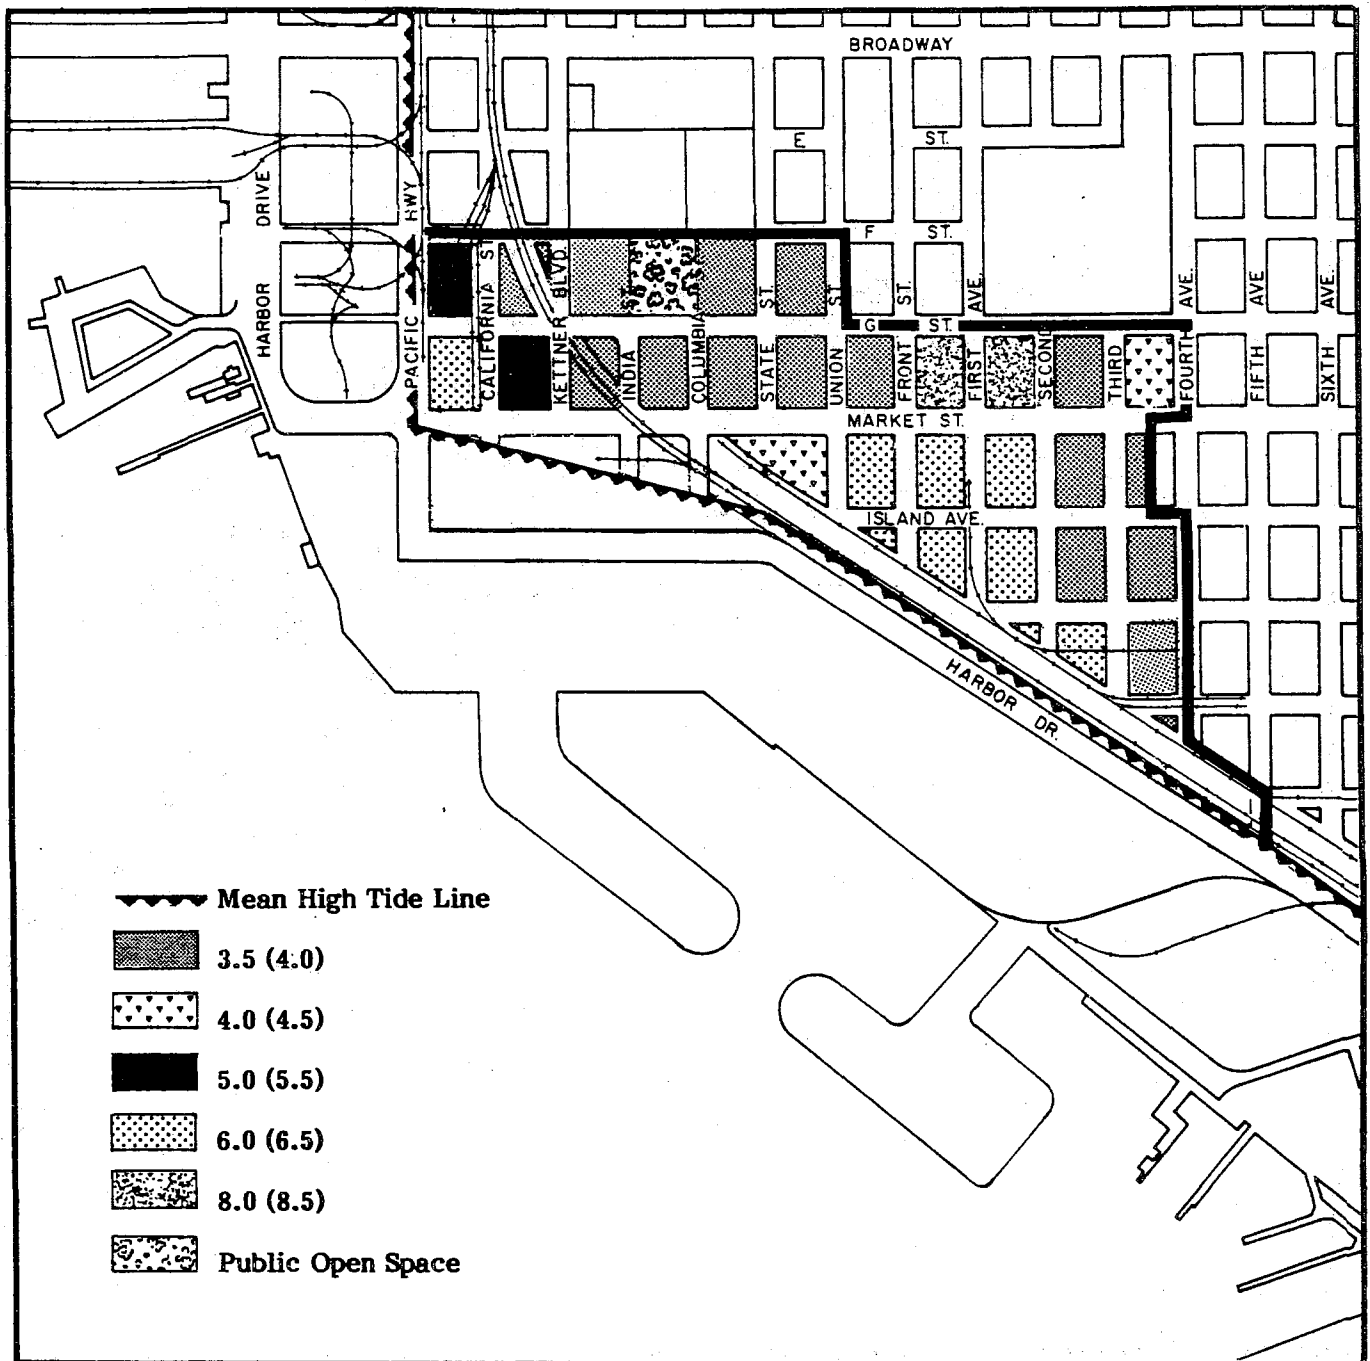 BROADWAY
E ST.
HARBOR DRIVE
PACIFIC HWY
F ST.
CALIFORNIA ST.
KETTNER BLVD.
INDIA ST.
COLUMBIA
STATE ST.
UNION ST.
FRONT ST.
FIRST AVE.
SECOND
THIRD
FOURTH AVE.
FIFTH AVE
SIXTH AVE.
G ST.
MARKET ST.
ISLAND AVE.
HARBOR DR.
Mean High Tide Line
3.5 (4.0)
4.0 (4.5)
5.0 (5.5)
6.0 (6.5)
8.0 (8.5)
Public Open Space